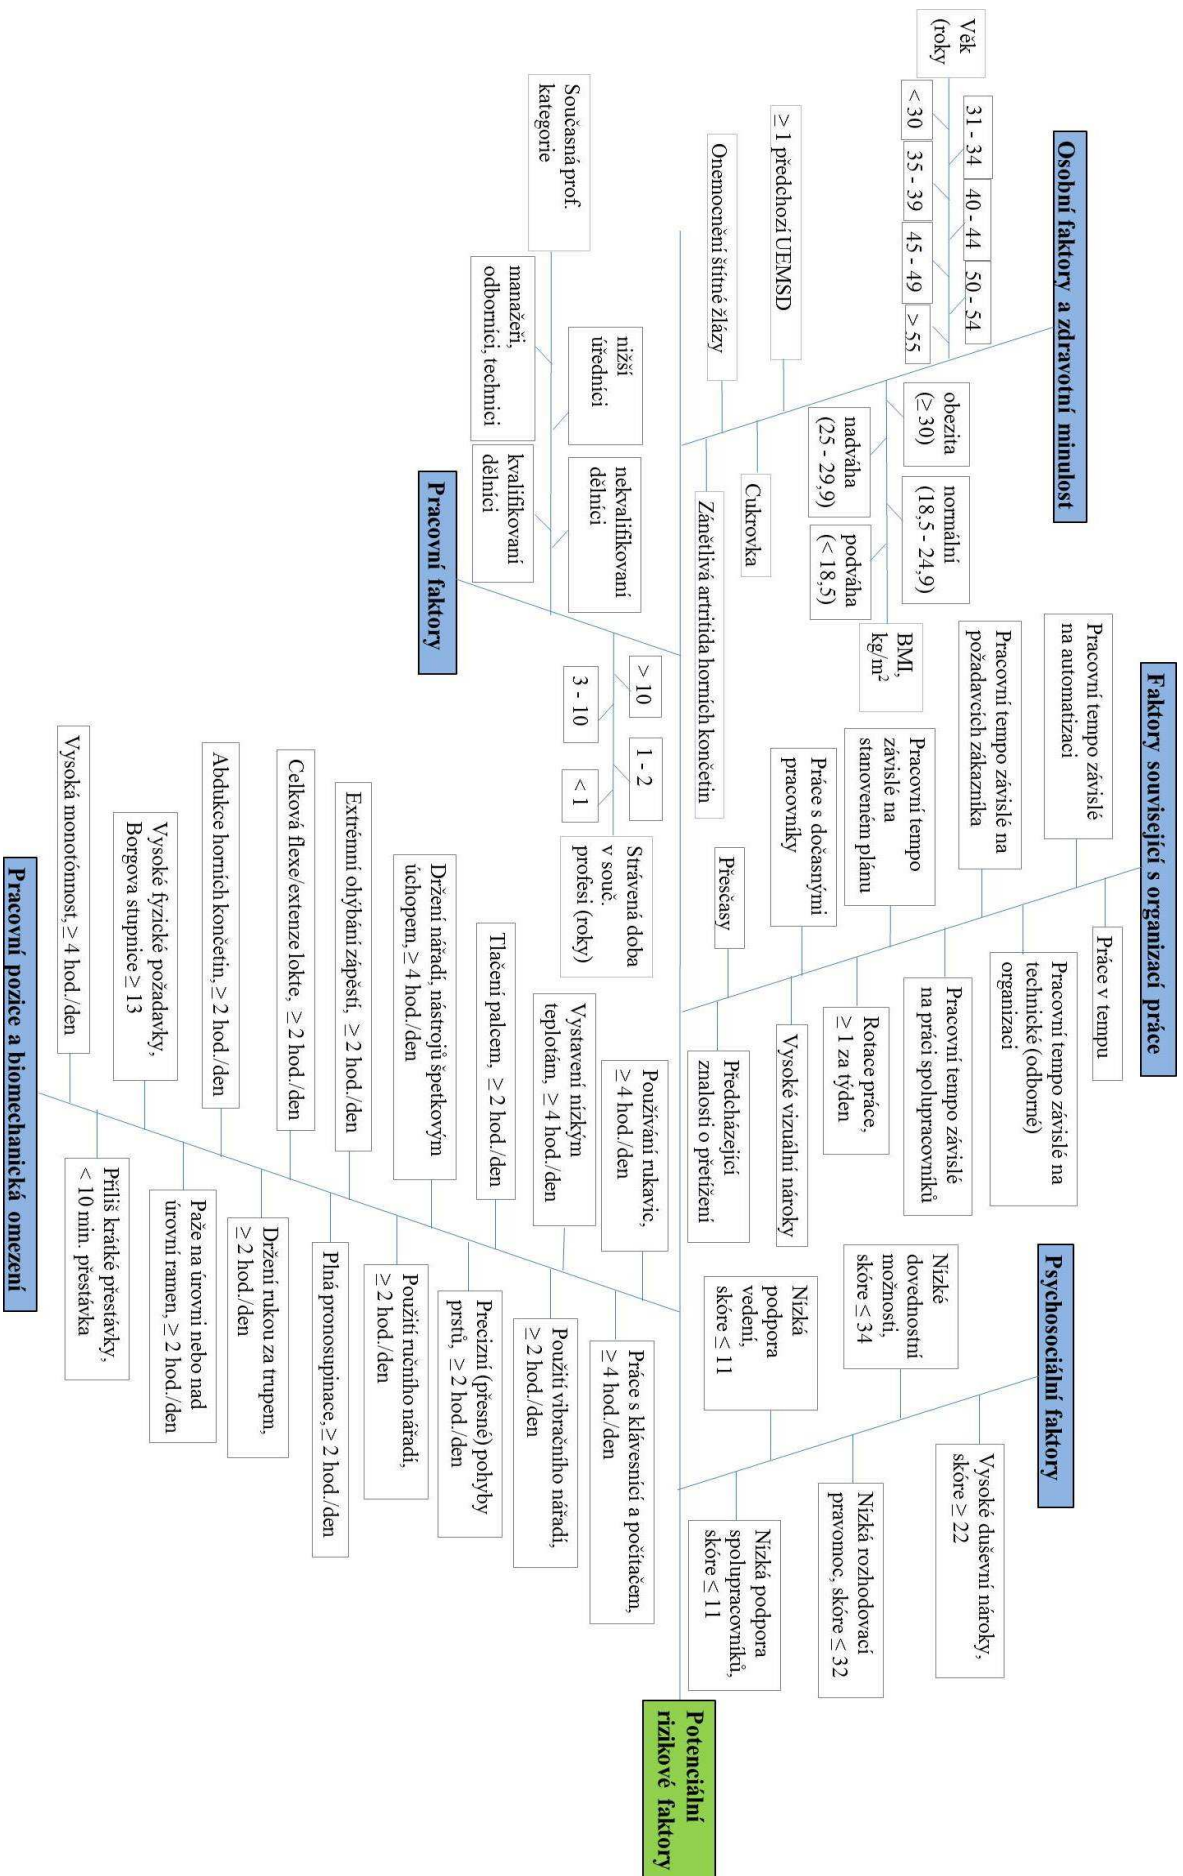 Osobní faktory a zdravotní minulost
Věk
(roky
31 - 34
40 - 44
50 - 54
< 30
35 - 39
45 - 49
> 55
obezita
(≥ 30)
normální
(18,5 - 24,9)
nadváha
(25 - 29,9)
podváha
(< 18,5)
BMI,
kg/m²
≥ 1 předchozí UEMSD
Cukrovka
Onemocnění štítné žlázy
Zánětlivá artritida horních končetin
Faktory související s organizací práce
Pracovní tempo závislé
na automatizaci
Práce v tempu
Pracovní tempo závislé na
požadavcích zákazníka
Pracovní tempo závislé na
technické (odborné)
organizaci
Pracovní tempo
závislé na
stanoveném plánu
Pracovní tempo závislé
na práci spolupracovníků
Práce s dočasnými
pracovníky
Rotace práce,
≥ 1 za týden
Vysoké vizuální nároky
Přesčasy
Předcházející
znalosti o přetížení
Psychosociální faktory
Vysoké duševní nároky,
skóre ≥ 22
Nízké
dovednostní
možnosti,
skóre ≤ 34
Nízká rozhodovací
pravomoc, skóre ≤ 32
Nízká
podpora
vedení,
skóre ≤ 11
Nízká podpora
spolupracovníků,
skóre ≤ 11
Potenciální
rizikové faktory
Současná prof.
kategorie
nižší
úředníci
nekvalifikovaní
dělníci
manažeři,
odborníci, technici
kvalifikovaní
dělníci
> 10
1 - 2
3 - 10
< 1
Strávená doba
v souč.
profesi (roky)
Pracovní faktory
Používání rukavic,
≥ 4 hod./den
Práce s klávesnicí a počítačem,
≥ 4 hod./den
Vystavení nízkým
teplotám, ≥ 4 hod./den
Použití vibračního nářadí,
≥ 2 hod./den
Tlačení palcem, ≥ 2 hod./den
Precizní (přesné) pohyby
prstů, ≥ 2 hod./den
Držení nářadí, nástrojů špetkovým
úchopem, ≥ 4 hod./den
Použití ručního nářadí,
≥ 2 hod./den
Extrémní ohýbání zápěstí, ≥ 2 hod./den
Plná pronosupinace, ≥ 2 hod./den
Celková flexe/extenze lokte, ≥ 2 hod./den
Držení rukou za trupem,
≥ 2 hod./den
Abdukce horních končetin, ≥ 2 hod./den
Paže na úrovni nebo nad
úrovní ramen, ≥ 2 hod./den
Vysoké fyzické požadavky,
Borgova stupnice ≥ 13
Příliš krátké přestávky,
< 10 min. přestávka
Vysoká monotónnost, ≥ 4 hod./den
Pracovní pozice a biomechanická omezení